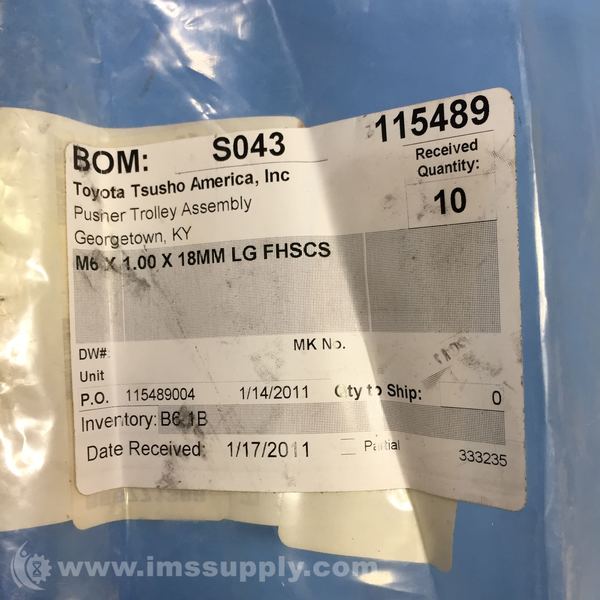 BOM: S043 115489
Toyota Tsusho America, Inc
Received
Quantity:
Pusher Trolley Assembly
10
Georgetown, KY
M6 X 1.00 X 18MM LG FHSCS
DW#: MK No.
Unit
P.O. 115489004 1/14/2011 Qty to Ship: 0
Inventory: B6.1B
Date Received: 1/17/2011 Partial 333235
www.imssupply.com